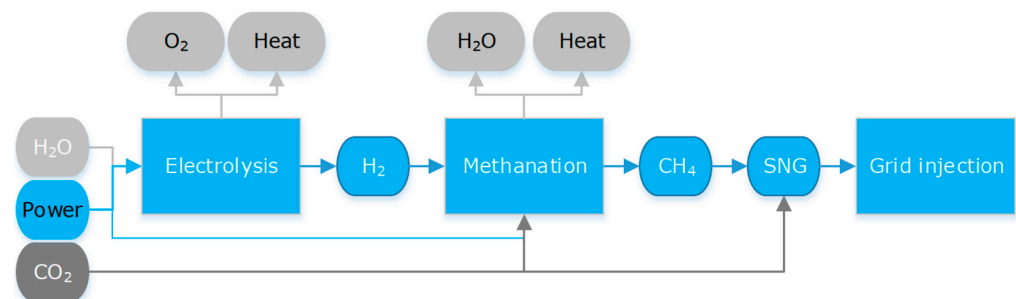 O₂
Heat
H₂O
Heat
H₂O
Power
CO₂
Electrolysis
H₂
Methanation
CH₄
SNG
Grid injection